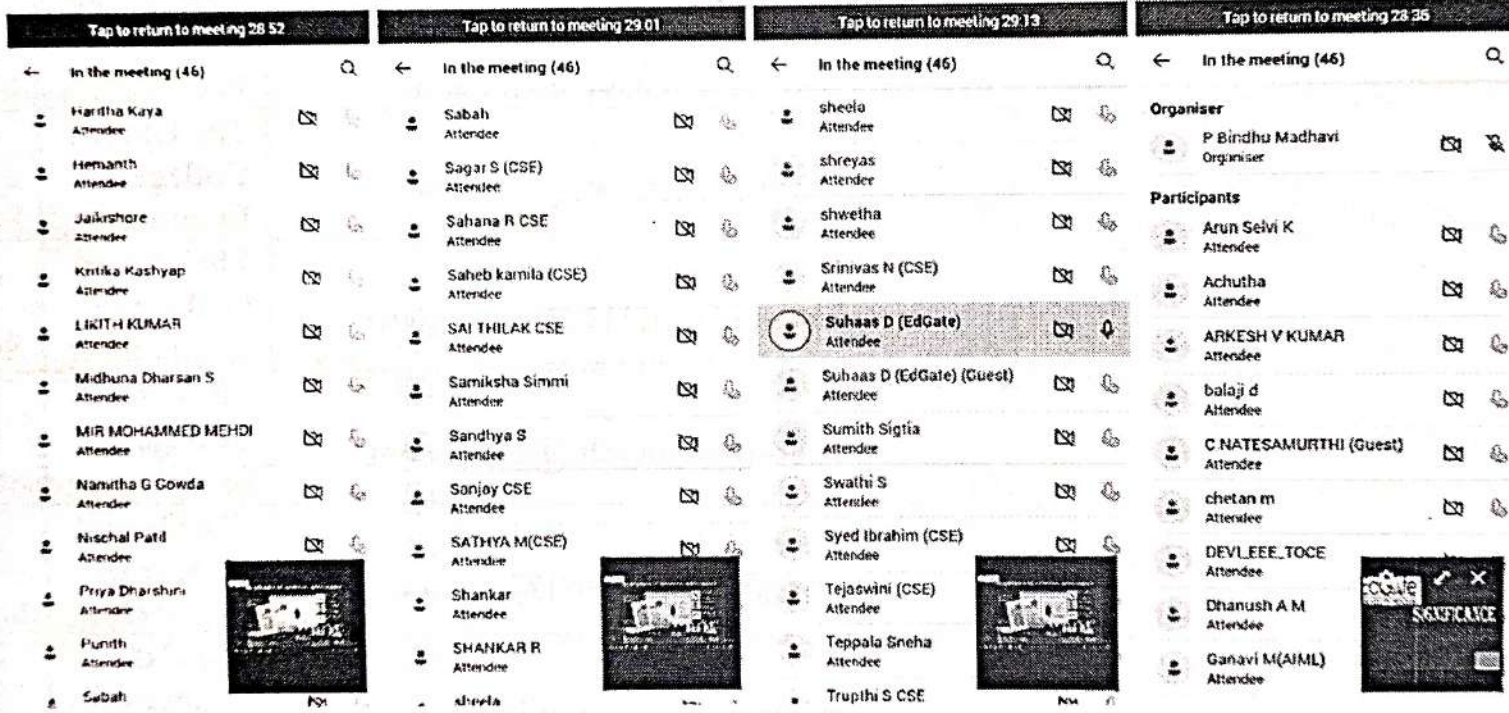 Tap to return to meeting 28:52
In the meeting (46)
Haritha Kaya
Attendee
Hemanth
Attendee
Jaikishore
Attendee
Kritika Kashyap
Attendee
LIKITH KUMAR
Attendee
Midhuna Dharsan S
Attendee
MIR MOHAMMED MEHDI
Attendee
Namitha G Gowda
Attendee
Nischal Patil
Attendee
Priya Dharshini
Attendee
Punith
Attendee
Sabah
Tap to return to meeting 29:01
In the meeting (46)
Sabah
Attendee
Sagar S (CSE)
Attendee
Sahana R CSE
Attendee
Saheb kamila (CSE)
Attendee
SAI THILAK CSE
Attendee
Samiksha Simmi
Attendee
Sandhya S
Attendee
Sanjay CSE
Attendee
SATHYA M(CSE)
Attendee
Shankar
Attendee
SHANKAR R
Attendee
sheela
Tap to return to meeting 29:13
In the meeting (46)
sheela
Attendee
shreyas
Attendee
shwetha
Attendee
Srinivas N (CSE)
Attendee
Suhaas D (EdGate)
Attendee
Suhaas D (EdGate) (Guest)
Attendee
Sumith Sigtia
Attendee
Swathi S
Attendee
Syed Ibrahim (CSE)
Attendee
Tejaswini (CSE)
Attendee
Teppala Sneha
Attendee
Trupthi S CSE
Tap to return to meeting 28:36
In the meeting (46)
Organiser
P Bindhu Madhavi
Organiser
Participants
Arun Selvi K
Attendee
Achutha
Attendee
ARKESH V KUMAR
Attendee
balaji d
Attendee
C.NATESAMURTHI (Guest)
Attendee
chetan m
Attendee
DEVI_EEE_TOCE
Attendee
Dhanush A M
Attendee
Ganavi M(AIML)
Attendee
SIGNIFICANCE